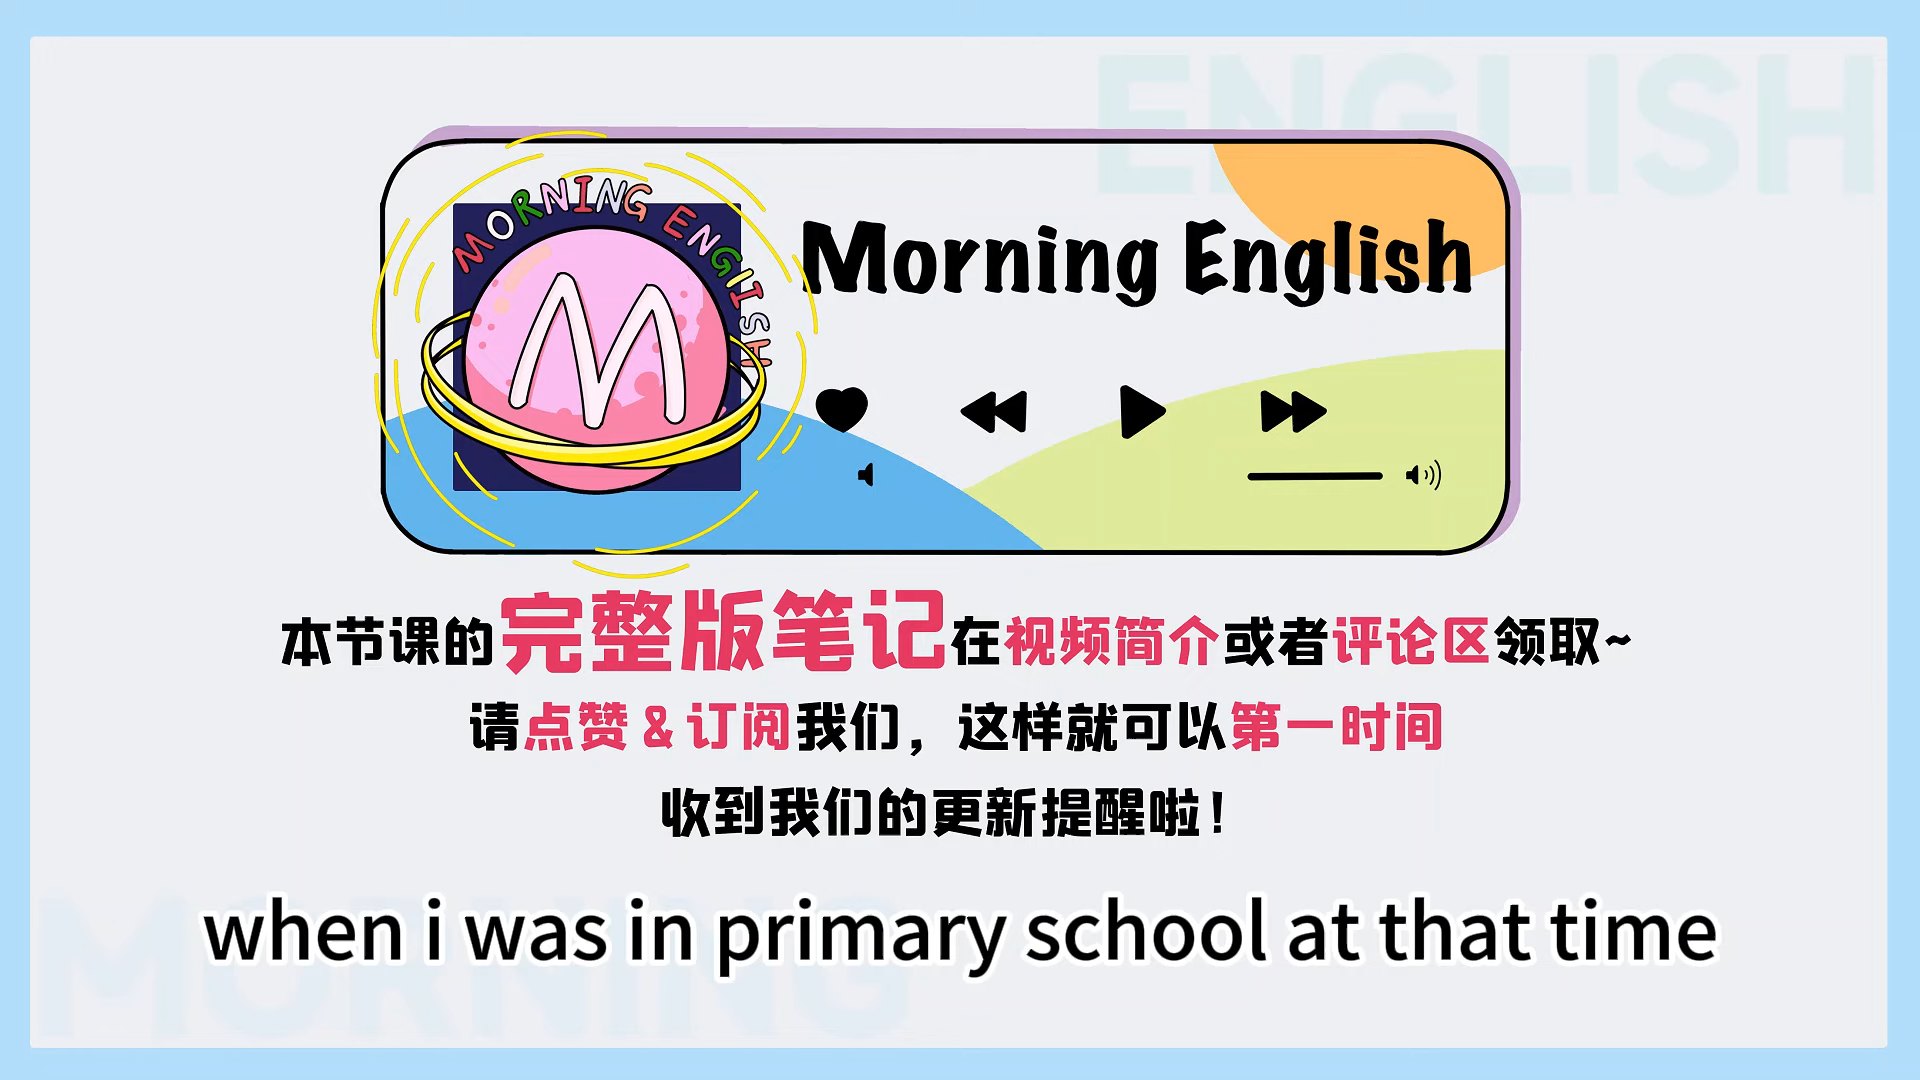 ENGLISH
MORNING ENGLISH
M
Morning English
本节课的完整版笔记在视频简介或者评论区领取~
请点赞&订阅我们，这样就可以第一时间
收到我们的更新提醒啦！
MORNING
when i was in primary school at that time